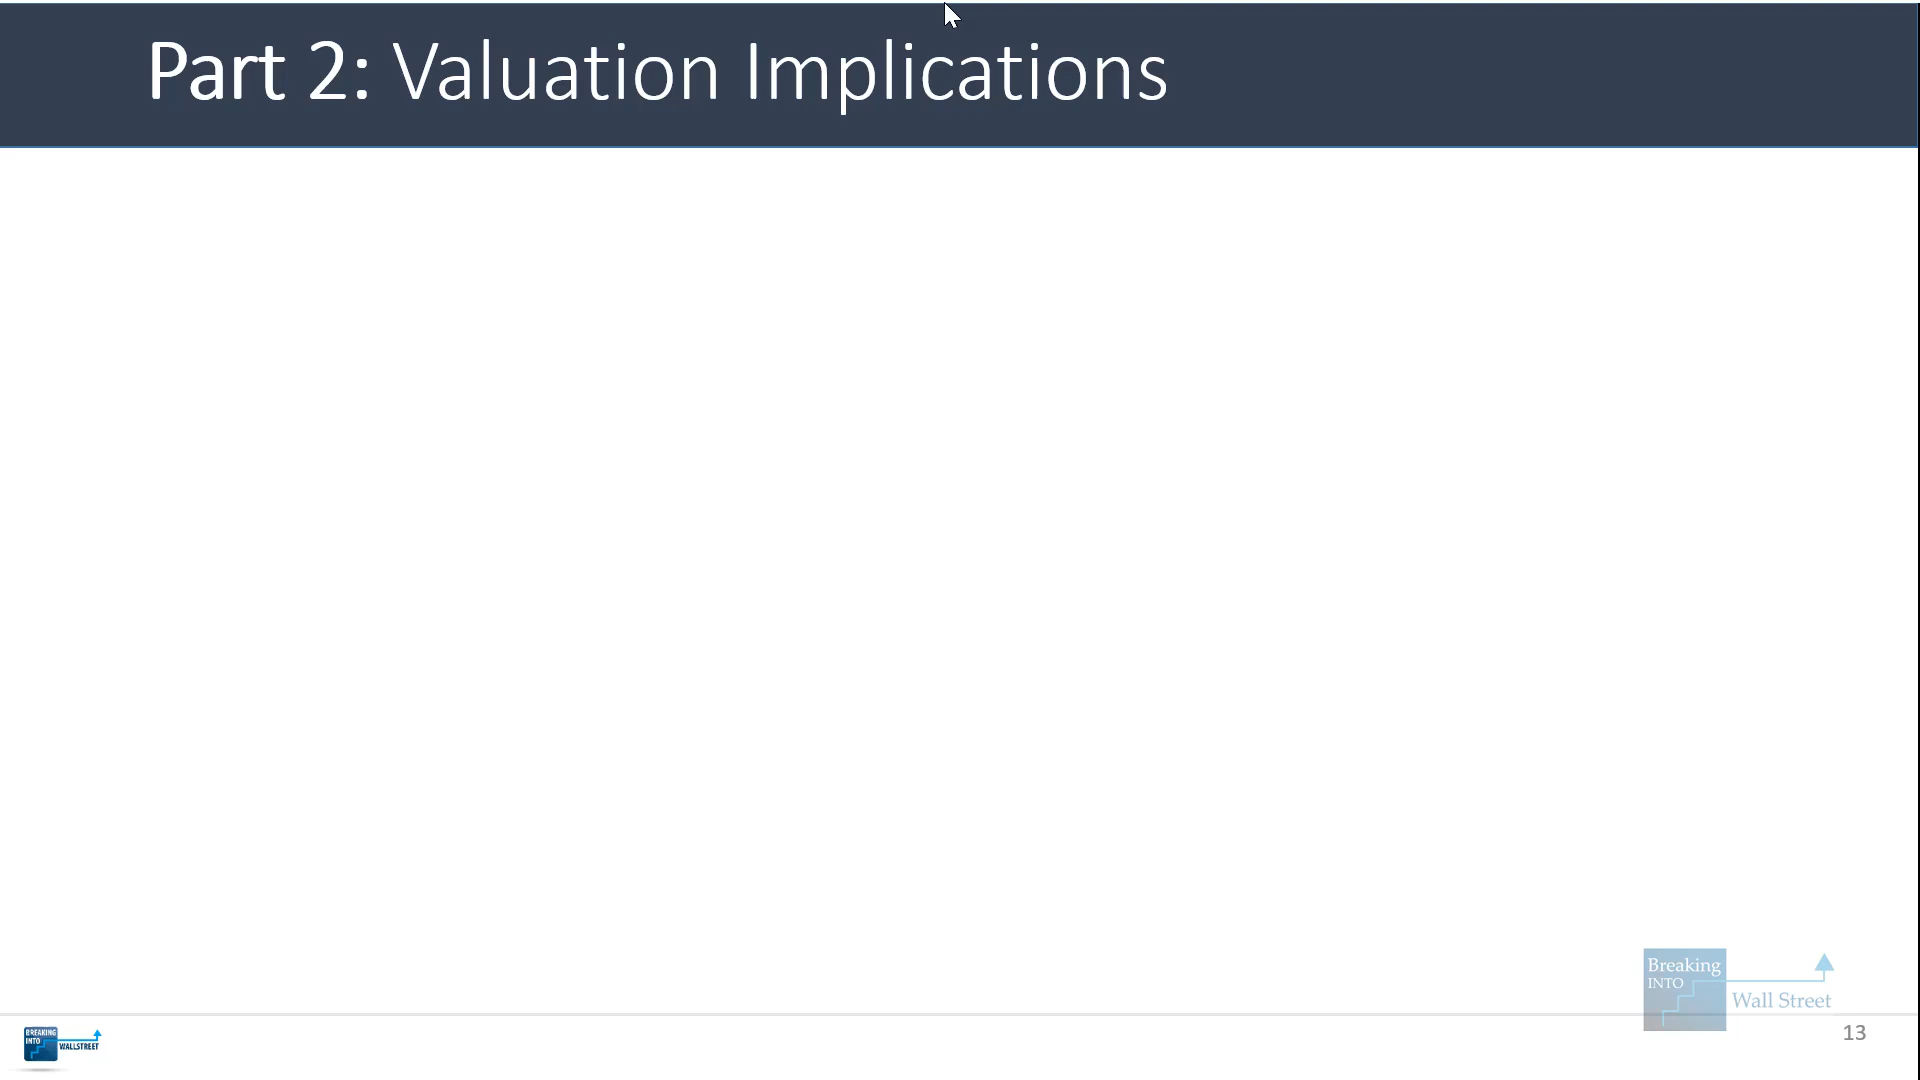 Part 2: Valuation Implications
Breaking
INTO
Wall Street
BREAKING
INTO
WALLSTREET
13